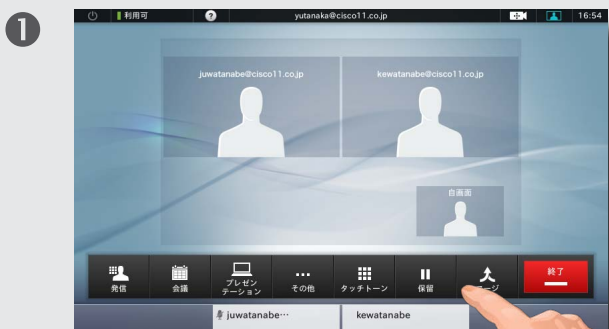 1
利用可
?
yutanaka@cisco11.co.jp
16:54
juwatanabe@cisco11.co.jp
kewatanabe@cisco11.co.jp
自画面
発信
会議
プレゼン
テーション
その他
タッチトーン
保留
終了
juwatanabe…
kewatanabe